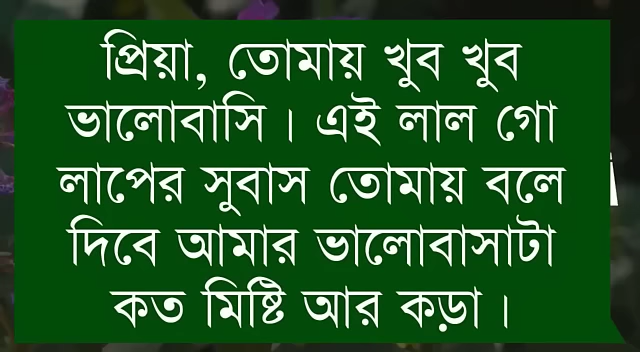 প্রিয়া, তোমায় খুব খুব
ভালোবাসি। এই লাল গো
লাপের সুবাস তোমায় বলে
দিবে আমার ভালোবাসাটা
কত মিষ্টি আর কড়া।